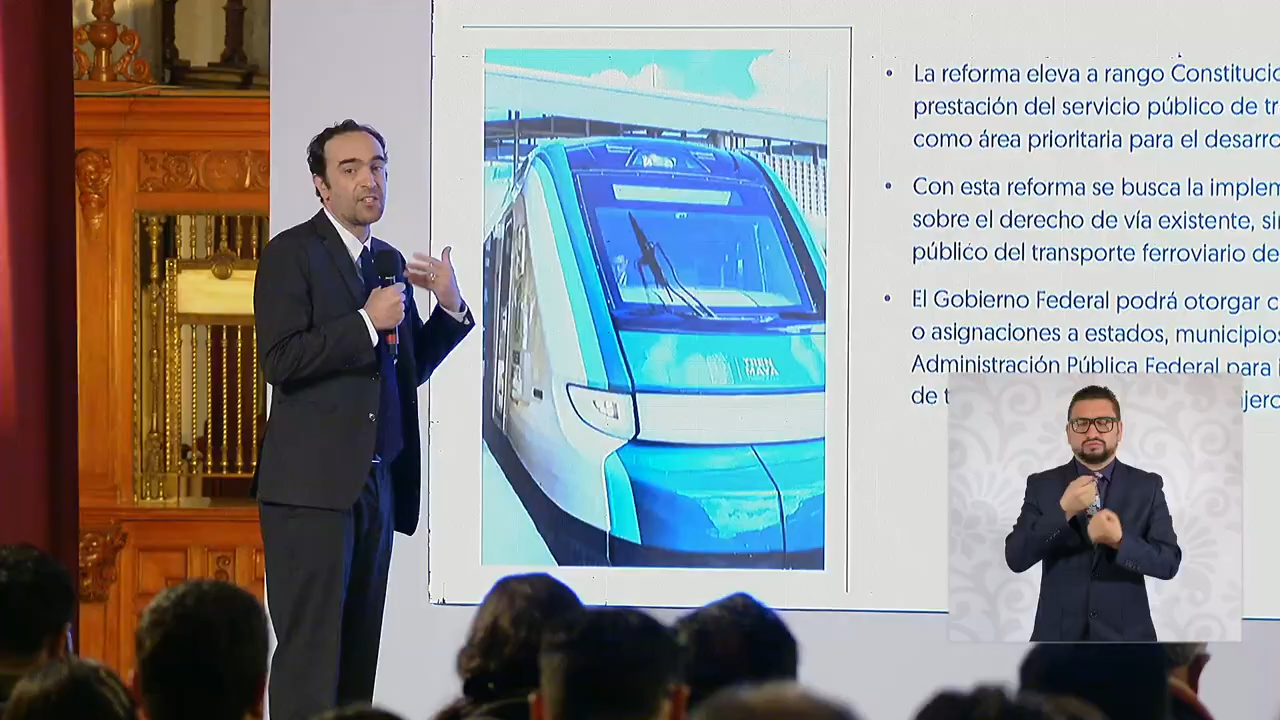 La reforma eleva a rango Constitucio
prestación del servicio público de tr
como área prioritaria para el desarro
Con esta reforma se busca la implem
sobre el derecho de vía existente, si
público del transporte ferroviario de
El Gobierno Federal podrá otorgar c
o asignaciones a estados, municipios
Administración Pública Federal para
de t
jero
TREN
MAYA